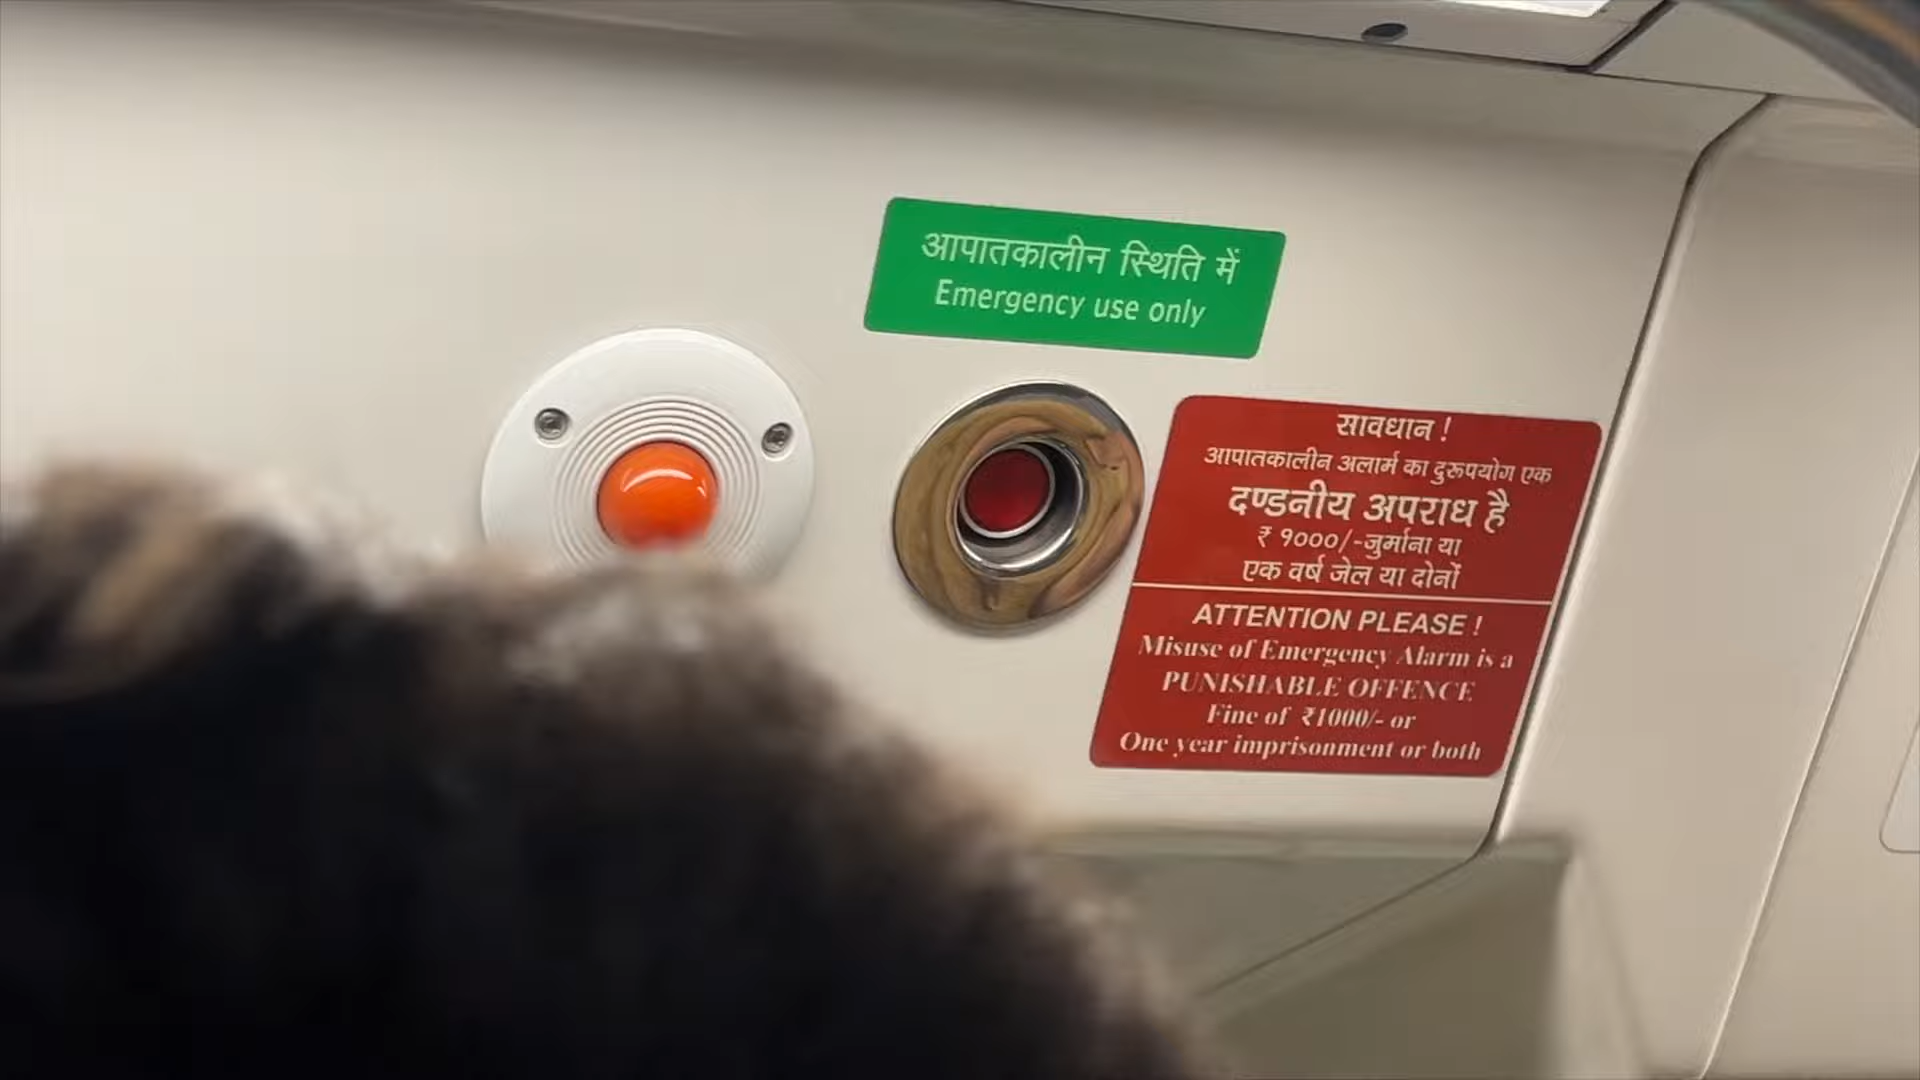 आपातकालीन स्थिति में
Emergency use only
सावधान !
आपातकालीन अलार्म का दुरूपयोग एक
दण्डनीय अपराध है
₹ १०००/-जुर्माना या
एक वर्ष जेल या दोनों
ATTENTION PLEASE !
Misuse of Emergency Alarm is a
PUNISHABLE OFFENCE
Fine of ₹1000/- or
One year imprisonment or both